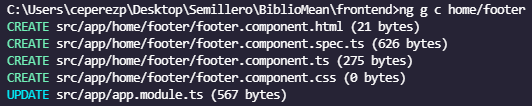 C:\Users\ceperezp\Desktop\Semillero\BiblioMean\frontend>ng g c home/footer
CREATE src/app/home/footer/footer.component.html (21 bytes)
CREATE src/app/home/footer/footer.component.spec.ts (626 bytes)
CREATE src/app/home/footer/footer.component.ts (275 bytes)
CREATE src/app/home/footer/footer.component.css (0 bytes)
UPDATE src/app/app.module.ts (567 bytes)